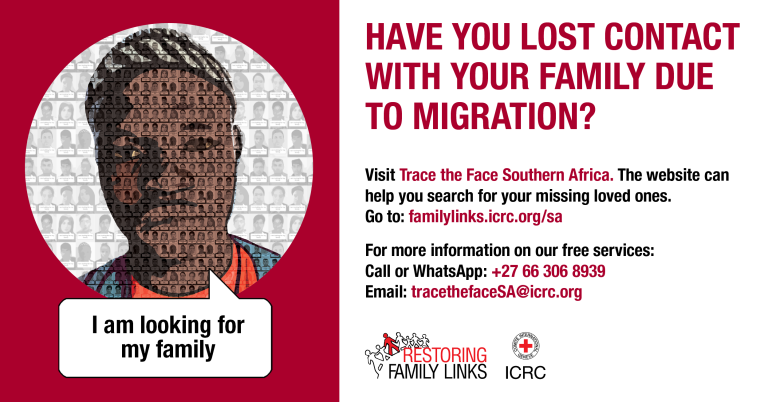 HAVE YOU LOST CONTACT
WITH YOUR FAMILY DUE
TO MIGRATION?
Visit Trace the Face Southern Africa. The website can
help you search for your missing loved ones.
Go to: familylinks.icrc.org/sa
For more information on our free services:
Call or WhatsApp: +27 66 306 8939
Email: tracethefaceSA@icrc.org
I am looking for
my family
RESTORING
FAMILY LINKS
ICRC